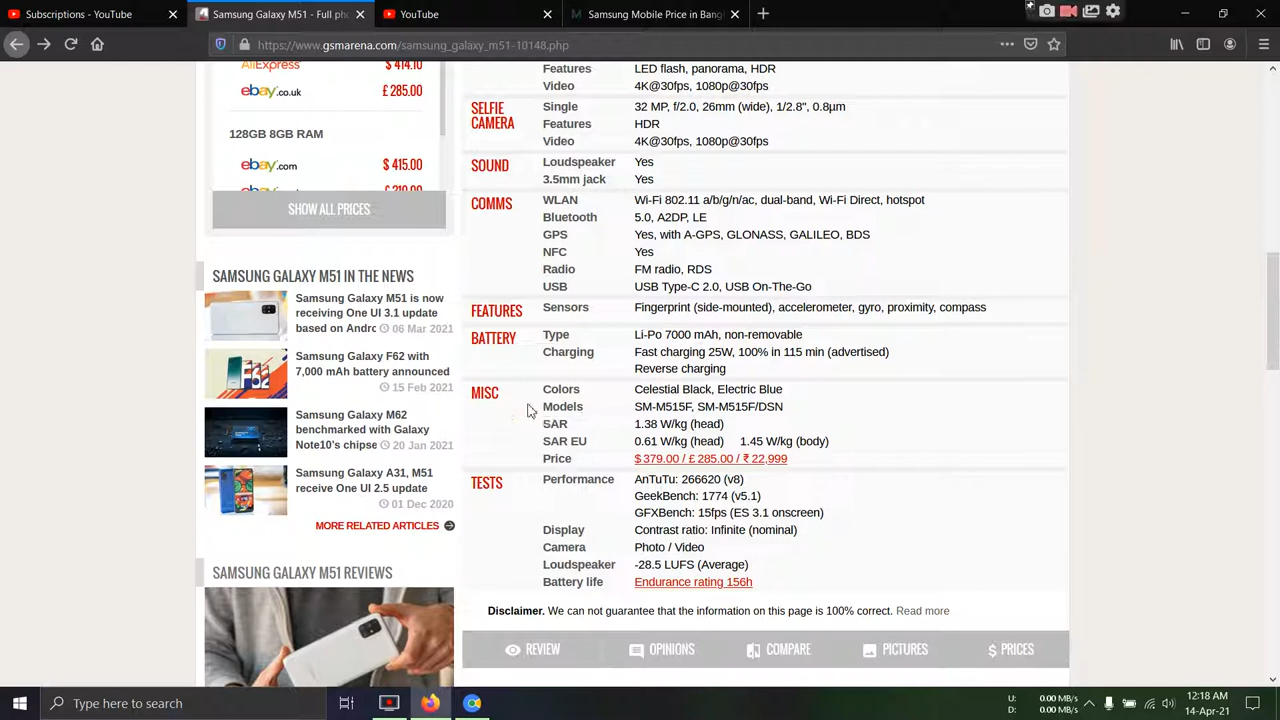 Subscriptions - YouTube
Samsung Galaxy M51 - Full pho
YouTube
Samsung Mobile Price in Bang
https://www.gsmarena.com/samsung_galaxy_m51-10148.php
AliExpress $ 414.10
ebay.co.uk £ 285.00
128GB 8GB RAM
ebay.com $ 415.00
SHOW ALL PRICES
SAMSUNG GALAXY M51 IN THE NEWS
Samsung Galaxy M51 is now
receiving One UI 3.1 update
based on Andro 06 Mar 2021
Samsung Galaxy F62 with
7,000 mAh battery announced
15 Feb 2021
Samsung Galaxy M62
benchmarked with Galaxy
Note10's chipse 20 Jan 2021
Samsung Galaxy A31, M51
receive One UI 2.5 update
01 Dec 2020
MORE RELATED ARTICLES
SAMSUNG GALAXY M51 REVIEWS
Features LED flash, panorama, HDR
Video 4K@30fps, 1080p@30fps
SELFIE CAMERA Single 32 MP, f/2.0, 26mm (wide), 1/2.8", 0.8µm
Features HDR
Video 4K@30fps, 1080p@30fps
SOUND Loudspeaker Yes
3.5mm jack Yes
COMMS WLAN Wi-Fi 802.11 a/b/g/n/ac, dual-band, Wi-Fi Direct, hotspot
Bluetooth 5.0, A2DP, LE
GPS Yes, with A-GPS, GLONASS, GALILEO, BDS
NFC Yes
Radio FM radio, RDS
USB USB Type-C 2.0, USB On-The-Go
FEATURES Sensors Fingerprint (side-mounted), accelerometer, gyro, proximity, compass
BATTERY Type Li-Po 7000 mAh, non-removable
Charging Fast charging 25W, 100% in 115 min (advertised)
Reverse charging
MISC Colors Celestial Black, Electric Blue
Models SM-M515F, SM-M515F/DSN
SAR 1.38 W/kg (head)
SAR EU 0.61 W/kg (head) 1.45 W/kg (body)
Price $ 379.00 / £ 285.00 / ₹ 22,999
TESTS Performance AnTuTu: 266620 (v8)
GeekBench: 1774 (v5.1)
GFXBench: 15fps (ES 3.1 onscreen)
Display Contrast ratio: Infinite (nominal)
Camera Photo / Video
Loudspeaker -28.5 LUFS (Average)
Battery life Endurance rating 156h
Disclaimer. We can not guarantee that the information on this page is 100% correct. Read more
REVIEW OPINIONS COMPARE PICTURES PRICES
Type here to search
U: 0.00 MB/s
D: 0.00 MB/s
12:18 AM
14-Apr-21